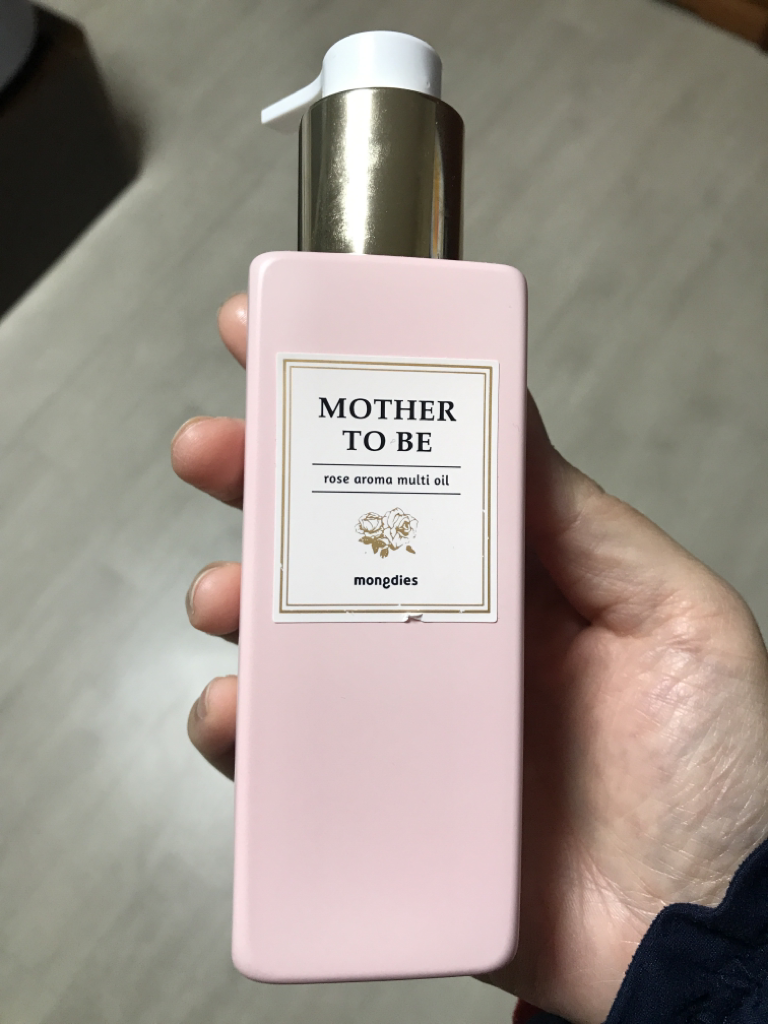 MOTHER
TO BE
rose aroma multi oil
mongdies